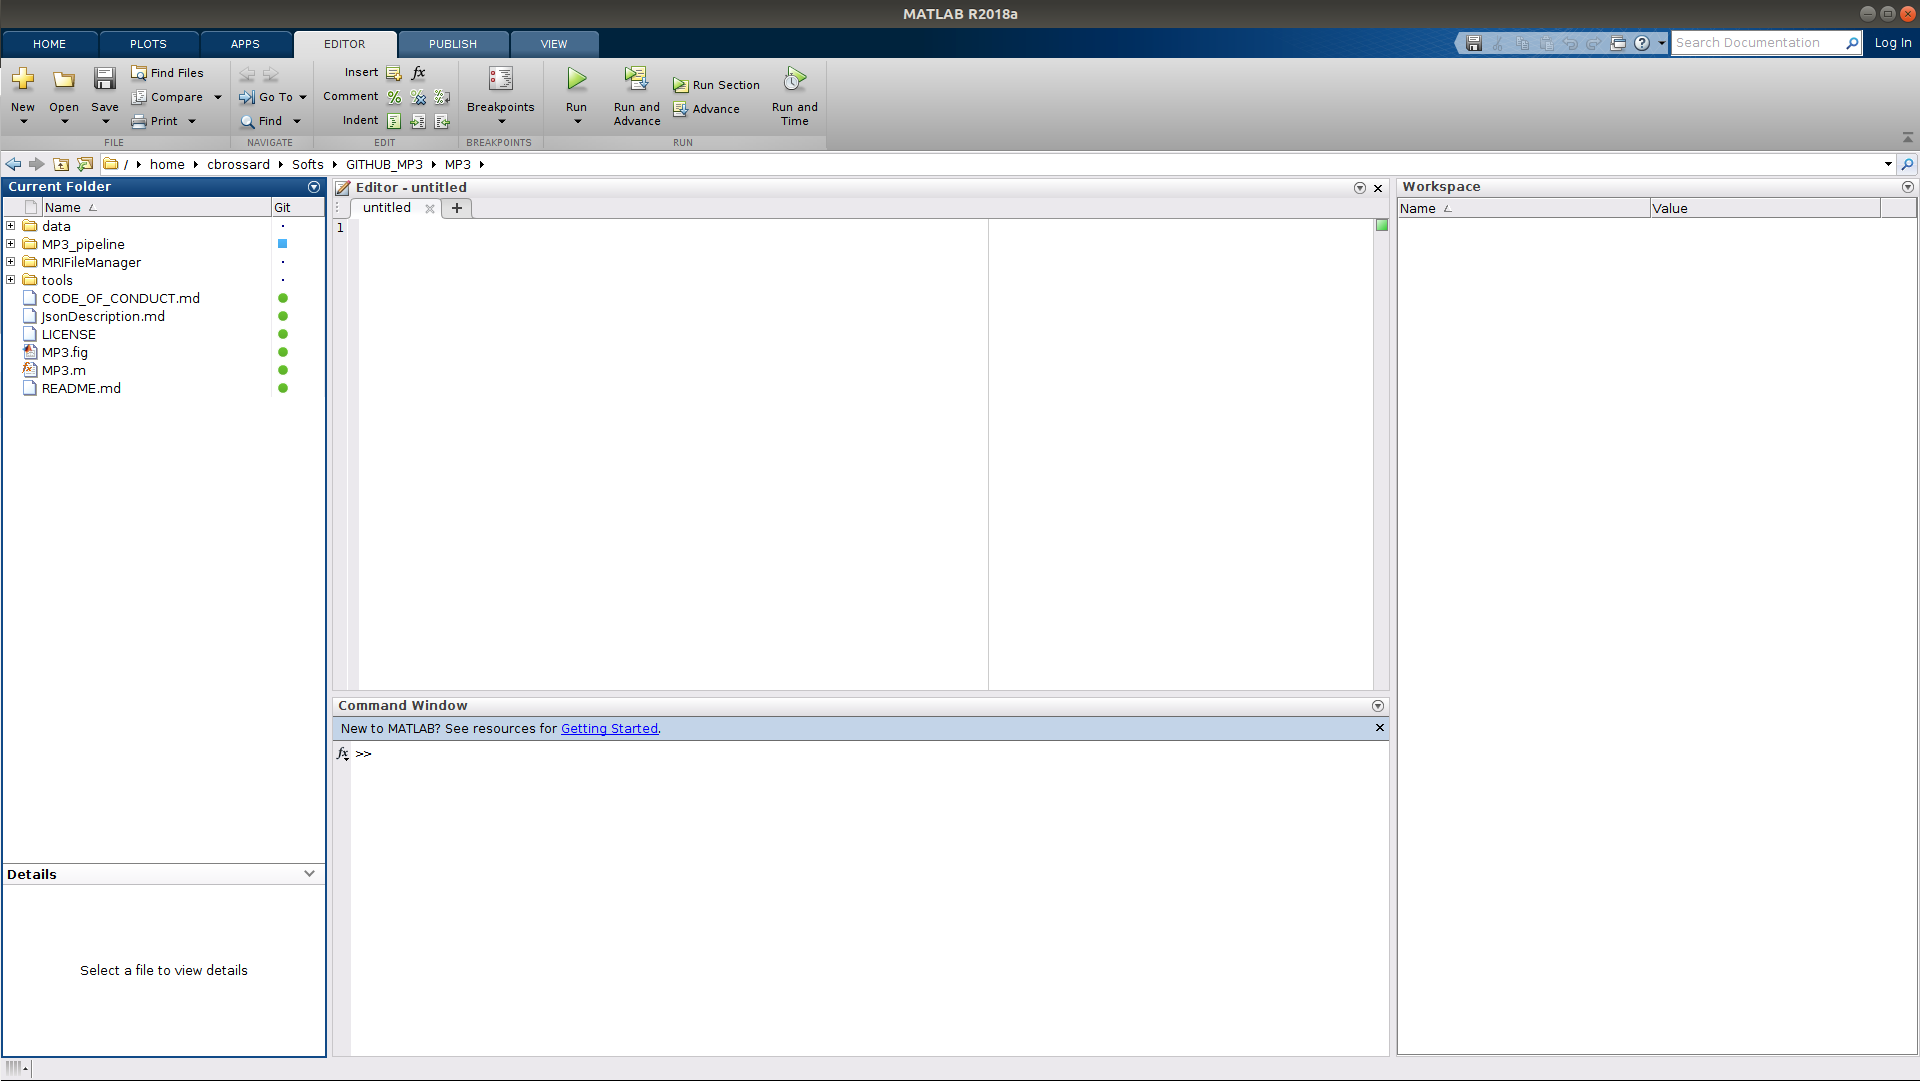 MATLAB R2018a
HOME PLOTS APPS EDITOR PUBLISH VIEW
Search Documentation Log In
New Open Save
Find Files
Compare
Print
FILE
Go To
Find
NAVIGATE
Insert fx
Comment
Indent
EDIT
Breakpoints
BREAKPOINTS
Run
Run and Advance
Run Section
Advance
Run and Time
RUN
/ home cbrossard Softs GITHUB_MP3 MP3
Current Folder
Name Git
data
MP3_pipeline
MRIFileManager
tools
CODE_OF_CONDUCT.md
JsonDescription.md
LICENSE
MP3.fig
MP3.m
README.md
Details
Select a file to view details
Editor - untitled
untitled +
1
Command Window
New to MATLAB? See resources for Getting Started.
fx >>
Workspace
Name Value